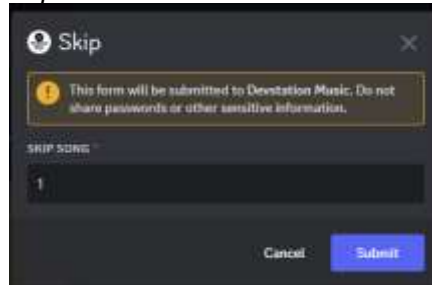 Skip
This form will be submitted to Devstation Music. Do not
share passwords or other sensitive information.
SKIP SONG *
1
Cancel
Submit